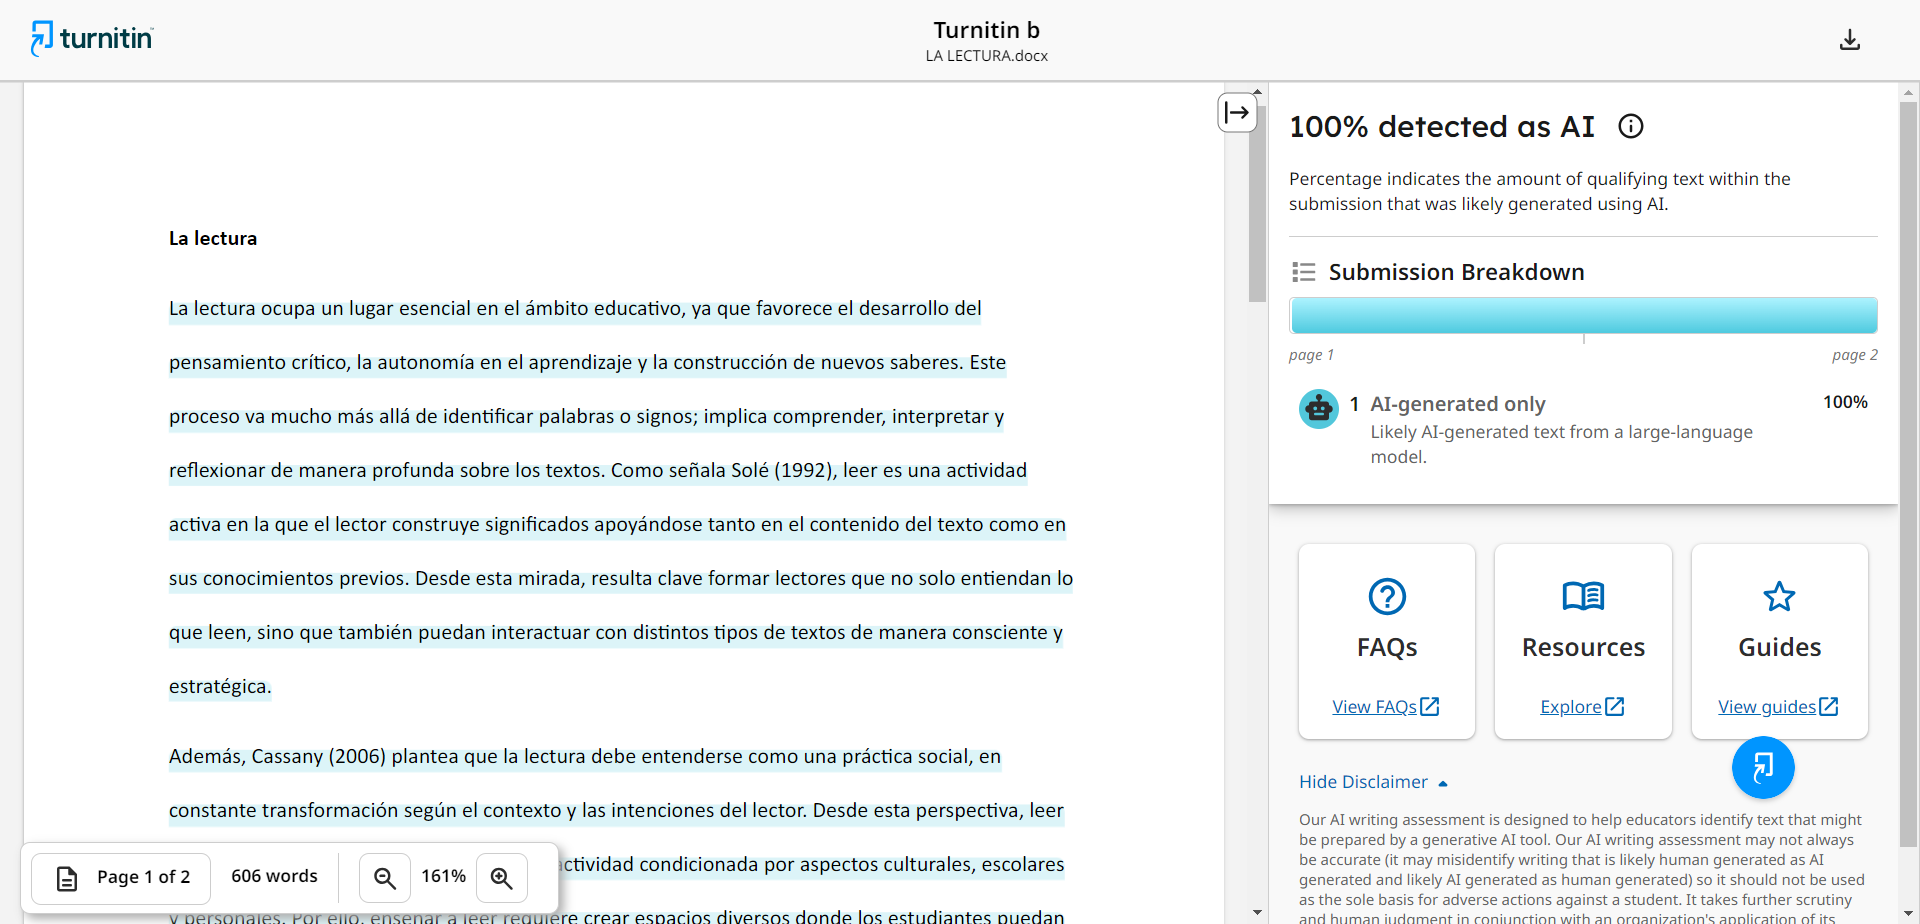 turnitin
Turnitin b
LA LECTURA.docx
La lectura
La lectura ocupa un lugar esencial en el ámbito educativo, ya que favorece el desarrollo del
pensamiento crítico, la autonomía en el aprendizaje y la construcción de nuevos saberes. Este
proceso va mucho más allá de identificar palabras o signos; implica comprender, interpretar y
reflexionar de manera profunda sobre los textos. Como señala Solé (1992), leer es una actividad
activa en la que el lector construye significados apoyándose tanto en el contenido del texto como en
sus conocimientos previos. Desde esta mirada, resulta clave formar lectores que no solo entiendan lo
que leen, sino que también puedan interactuar con distintos tipos de textos de manera consciente y
estratégica.
Además, Cassany (2006) plantea que la lectura debe entenderse como una práctica social, en
constante transformación según el contexto y las intenciones del lector. Desde esta perspectiva, leer
actividad condicionada por aspectos culturales, escolares
y personales. Por ello, enseñar a leer requiere crear espacios diversos donde los estudiantes puedan
Page 1 of 2
606 words
161%
100% detected as AI
Percentage indicates the amount of qualifying text within the
submission that was likely generated using AI.
Submission Breakdown
page 1
page 2
1 AI-generated only 100%
Likely AI-generated text from a large-language
model.
FAQs
View FAQs
Resources
Explore
Guides
View guides
Hide Disclaimer
Our AI writing assessment is designed to help educators identify text that might
be prepared by a generative AI tool. Our AI writing assessment may not always
be accurate (it may misidentify writing that is likely human generated as AI
generated and likely AI generated as human generated) so it should not be used
as the sole basis for adverse actions against a student. It takes further scrutiny
and human judgment in conjunction with an organization's application of its